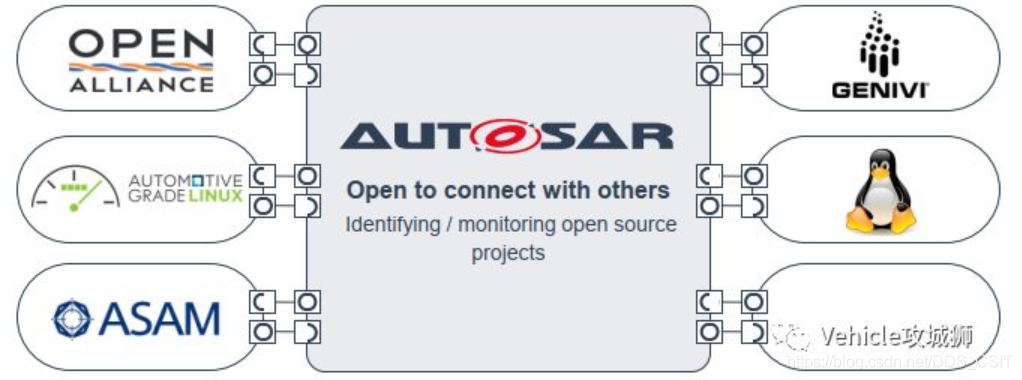 OPEN
ALLIANCE
AUTOMOTIVE
GRADE LINUX
ASAM
AUTOSAR
Open to connect with others
Identifying / monitoring open source
projects
GENIVI
Vehicle攻城狮
https://blog.csdn.net/DDS_CSIT